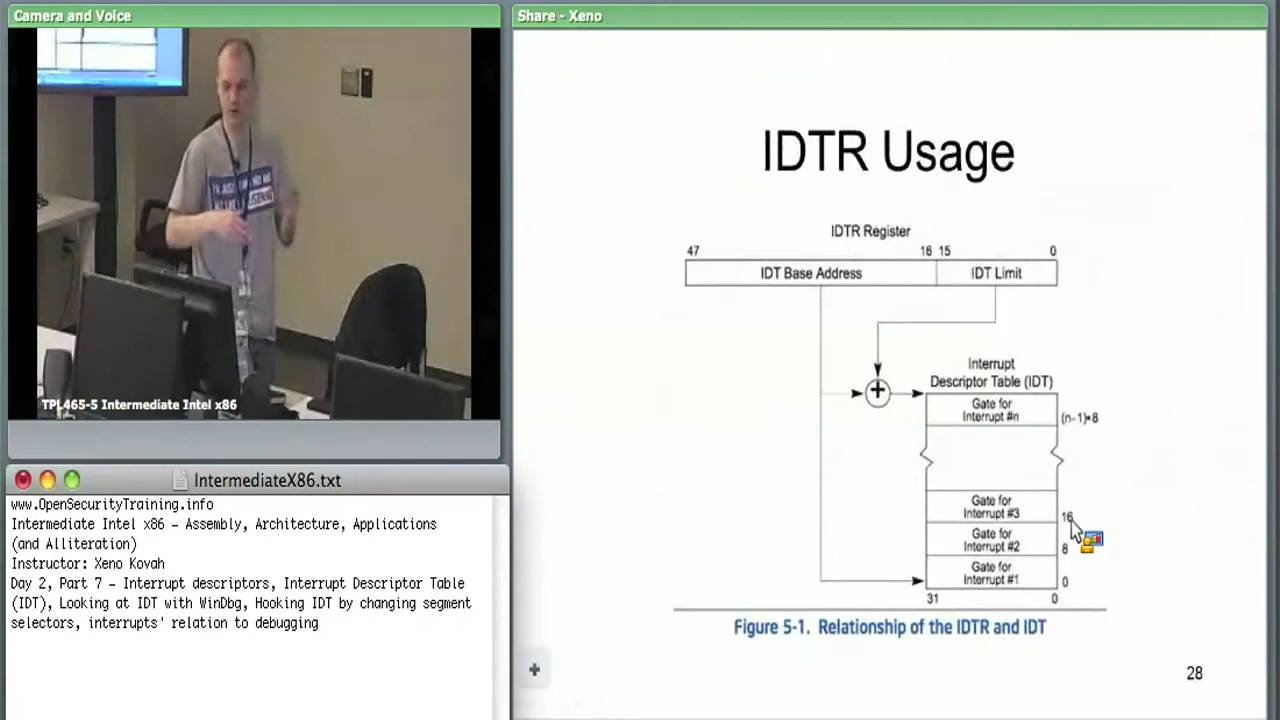 Camera and Voice
TPL465-5 Intermediate Intel x86
IntermediateX86.txt
www.OpenSecurityTraining.info
Intermediate Intel x86 – Assembly, Architecture, Applications
(and Alliteration)
Instructor: Xeno Kovah
Day 2, Part 7 – Interrupt descriptors, Interrupt Descriptor Table
(IDT), Looking at IDT with WinDbg, Hooking IDT by changing segment
selectors, interrupts' relation to debugging
Share - Xeno
IDTR Usage
IDTR Register
47 16 15 0
IDT Base Address IDT Limit
+
Interrupt
Descriptor Table (IDT)
Gate for
Interrupt #n
(n–1)*8
Gate for
Interrupt #3
16
Gate for
Interrupt #2
8
Gate for
Interrupt #1
0
31 0
Figure 5-1. Relationship of the IDTR and IDT
28